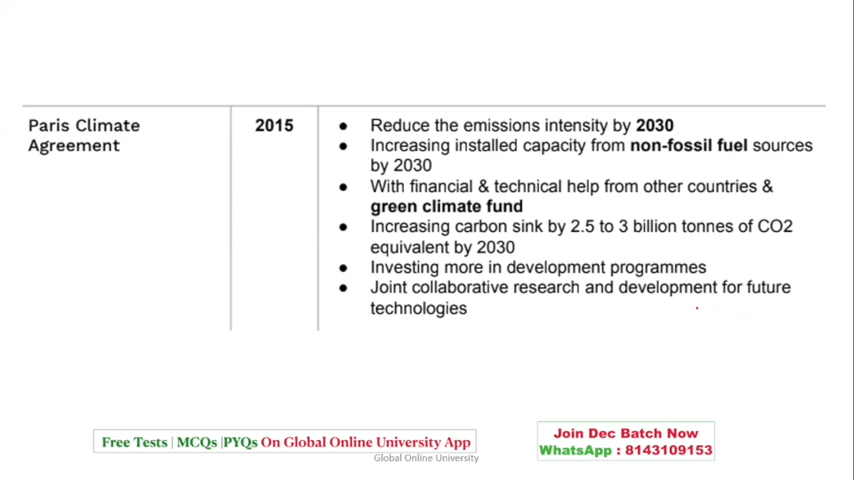 Paris Climate
Agreement
2015
● Reduce the emissions intensity by 2030
● Increasing installed capacity from non-fossil fuel sources
by 2030
● With financial & technical help from other countries &
green climate fund
● Increasing carbon sink by 2.5 to 3 billion tonnes of CO2
equivalent by 2030
● Investing more in development programmes
● Joint collaborative research and development for future
technologies
Free Tests | MCQs |PYQs On Global Online University App
Global Online University
Join Dec Batch Now
WhatsApp : 8143109153